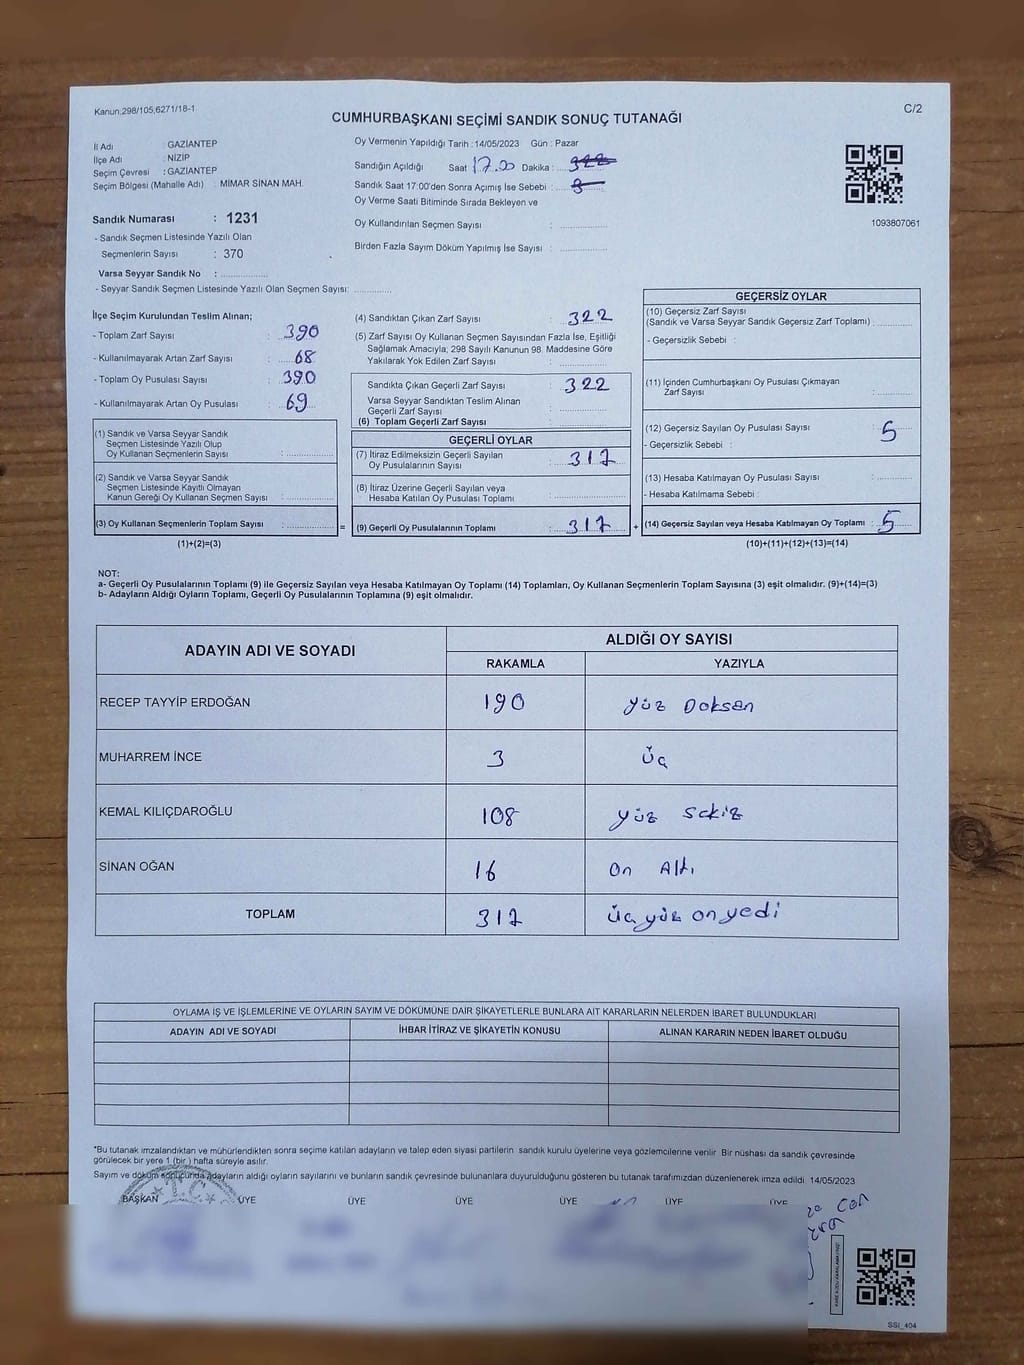 Kanun:298/105,6271/18-1
C/2
CUMHURBAŞKANI SEÇİMİ SANDIK SONUÇ TUTANAĞI
İl Adı : GAZİANTEP
İlçe Adı : NİZİP
Seçim Çevresi : GAZİANTEP
Seçim Bölgesi (Mahalle Adı) : MİMAR SİNAN MAH.
Sandık Numarası : 1231
- Sandık Seçmen Listesinde Yazılı Olan
Seçmenlerin Sayısı : 370
Varsa Seyyar Sandık No :
- Seyyar Sandık Seçmen Listesinde Yazılı Olan Seçmen Sayısı:
Oy Vermenin Yapıldığı Tarih : 14/05/2023 Gün : Pazar
Sandığın Açıldığı Saat 17.00 Dakika : 322
Sandık Saat 17:00'den Sonra Açımış İse Sebebi : 3
Oy Verme Saati Bitiminde Sırada Bekleyen ve
Oy Kullandırılan Seçmen Sayısı :
Birden Fazla Sayım Döküm Yapılmış İse Sayısı :
1093807061
İlçe Seçim Kurulundan Teslim Alınan;
- Toplam Zarf Sayısı : 390
- Kullanılmayarak Artan Zarf Sayısı : 68
- Toplam Oy Pusulası Sayısı : 390
- Kullanılmayarak Artan Oy Pusulası : 69
(1) Sandık ve Varsa Seyyar Sandık
Seçmen Listesinde Yazılı Olup
Oy Kullanan Seçmenlerin Sayısı :
(2) Sandık ve Varsa Seyyar Sandık
Seçmen Listesinde Kayıtlı Olmayan
Kanun Gereği Oy Kullanan Seçmen Sayısı :
(3) Oy Kullanan Seçmenlerin Toplam Sayısı :
(1)+(2)=(3)
=
(4) Sandıktan Çıkan Zarf Sayısı : 322
(5) Zarf Sayısı Oy Kullanan Seçmen Sayısından Fazla İse, Eşitliği
Sağlamak Amacıyla; 298 Sayılı Kanunun 98. Maddesine Göre
Yakılarak Yok Edilen Zarf Sayısı :
Sandıkta Çıkan Geçerli Zarf Sayısı : 322
Varsa Seyyar Sandıktan Teslim Alınan
Geçerli Zarf Sayısı :
(6) Toplam Geçerli Zarf Sayısı :
GEÇERLİ OYLAR
(7) İtiraz Edilmeksizin Geçerli Sayılan
Oy Pusulalarının Sayısı : 317
(8) İtiraz Üzerine Geçerli Sayılan veya
Hesaba Katılan Oy Pusulası Toplamı :
(9) Geçerli Oy Pusulalarının Toplamı : 317
+
GEÇERSİZ OYLAR
(10) Geçersiz Zarf Sayısı
(Sandık ve Varsa Seyyar Sandık Geçersiz Zarf Toplamı) :
- Geçersizlik Sebebi :
(11) İçinden Cumhurbaşkanı Oy Pusulası Çıkmayan
Zarf Sayısı :
(12) Geçersiz Sayılan Oy Pusulası Sayısı : 5
- Geçersizlik Sebebi :
(13) Hesaba Katılmayan Oy Pusulası Sayısı :
- Hesaba Katılmama Sebebi :
(14) Geçersiz Sayılan veya Hesaba Katılmayan Oy Toplamı : 5
(10)+(11)+(12)+(13)=(14)
NOT:
a- Geçerli Oy Pusulalarının Toplamı (9) ile Geçersiz Sayılan veya Hesaba Katılmayan Oy Toplamı (14) Toplamları, Oy Kullanan Seçmenlerin Toplam Sayısına (3) eşit olmalıdır. (9)+(14)=(3)
b- Adayların Aldığı Oyların Toplamı, Geçerli Oy Pusulalarının Toplamına (9) eşit olmalıdır.
ADAYIN ADI VE SOYADI
ALDIĞI OY SAYISI
RAKAMLA YAZIYLA
RECEP TAYYİP ERDOĞAN 190 yüz Doksan
MUHARREM İNCE 3 üç
KEMAL KILIÇDAROĞLU 108 yüz sekiz
SİNAN OĞAN 16 On Altı
TOPLAM 317 üç yüz on yedi
OYLAMA İŞ VE İŞLEMLERİNE VE OYLARIN SAYIM VE DÖKÜMÜNE DAİR ŞİKAYETLERLE BUNLARA AİT KARARLARIN NELERDEN İBARET BULUNDUKLARI
ADAYIN ADI VE SOYADI İHBAR İTİRAZ VE ŞİKAYETİN KONUSU ALINAN KARARIN NEDEN İBARET OLDUĞU
*Bu tutanak imzalandıktan ve mühürlendikten sonra seçime katılan adayların ve talep eden siyasi partilerin sandık kurulu üyelerine veya gözlemcilerine verilir. Bir nüshası da sandık çevresinde
görülecek bir yere 1 (bir ) hafta süreyle asılır.
Sayım ve döküm sonucunda adayların aldığı oyların sayılarını ve bunların sandık çevresinde bulunanlara duyurulduğunu gösteren bu tutanak tarafımızdan düzenlenerek imza edildi 14/05/2023
T.C.
BAŞKAN ÜYE ÜYE ÜYE ÜYE ÜYE ÜYE
SSI_404